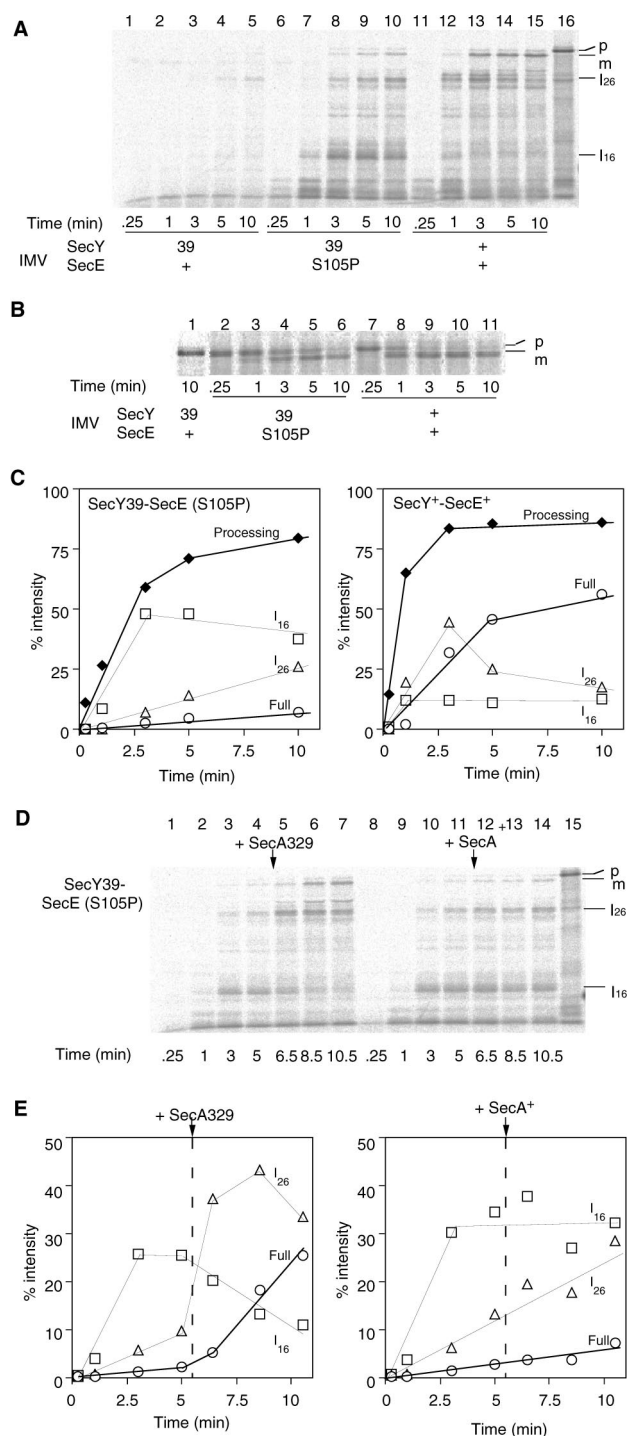 A
1 2 3 4 5 6 7 8 9 10 11 12 13 14 15 16
p
m
I26
I16
Time (min) .25 1 3 5 10 .25 1 3 5 10 .25 1 3 5 10
IMV
SecY 39 39 +
SecE + S105P +
B
1 2 3 4 5 6 7 8 9 10 11
p
m
Time (min) 10 .25 1 3 5 10 .25 1 3 5 10
IMV
SecY 39 39 +
SecE + S105P +
C
SecY39-SecE (S105P)
Processing
I16
I26
Full
% intensity
100
75
50
25
0
0 2.5 5 7.5 10
Time (min)
SecY+-SecE+
Processing
Full
I26
I16
% intensity
100
75
50
25
0
0 2.5 5 7.5 10
Time (min)
D
1 2 3 4 5 6 7 8 9 10 11 12 +13 14 15
+ SecA329
+ SecA
SecY39-
SecE (S105P)
p
m
I26
I16
Time (min) .25 1 3 5 6.5 8.5 10.5 .25 1 3 5 6.5 8.5 10.5
E
+ SecA329
I26
Full
I16
% intensity
50
40
30
20
10
0
0 2.5 5 7.5 10
Time (min)
+ SecA+
I16
I26
Full
% intensity
50
40
30
20
10
0
0 2.5 5 7.5 10
Time (min)